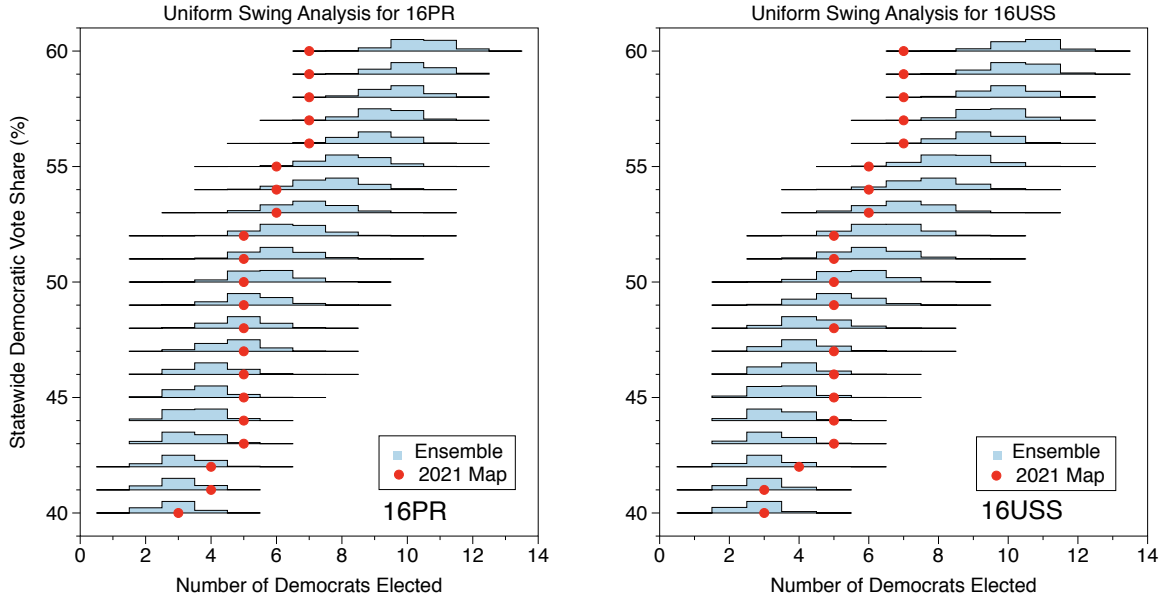 Uniform Swing Analysis for 16PR
Statewide Democratic Vote Share (%)
60
55
50
45
40
Ensemble
2021 Map
16PR
0 2 4 6 8 10 12 14
Number of Democrats Elected
Uniform Swing Analysis for 16USS
60
55
50
45
40
Ensemble
2021 Map
16USS
0 2 4 6 8 10 12 14
Number of Democrats Elected